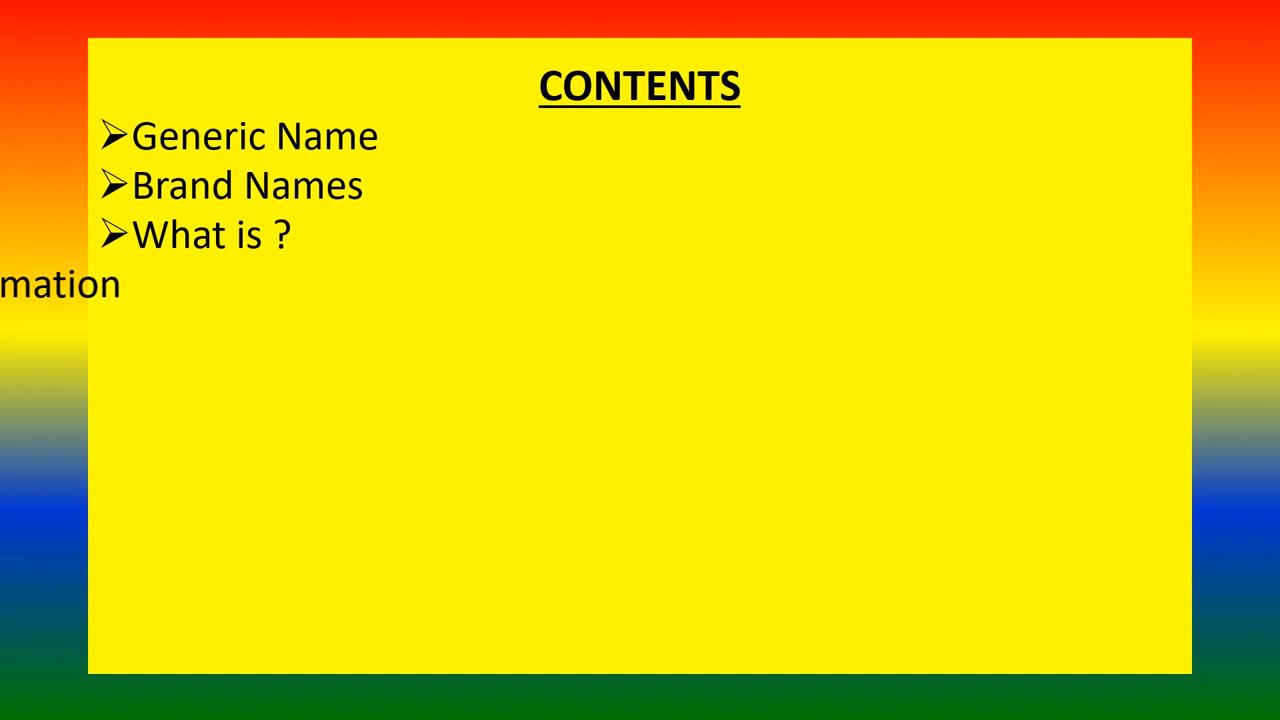 CONTENTS
➢Generic Name
➢Brand Names
➢What is ?
mation